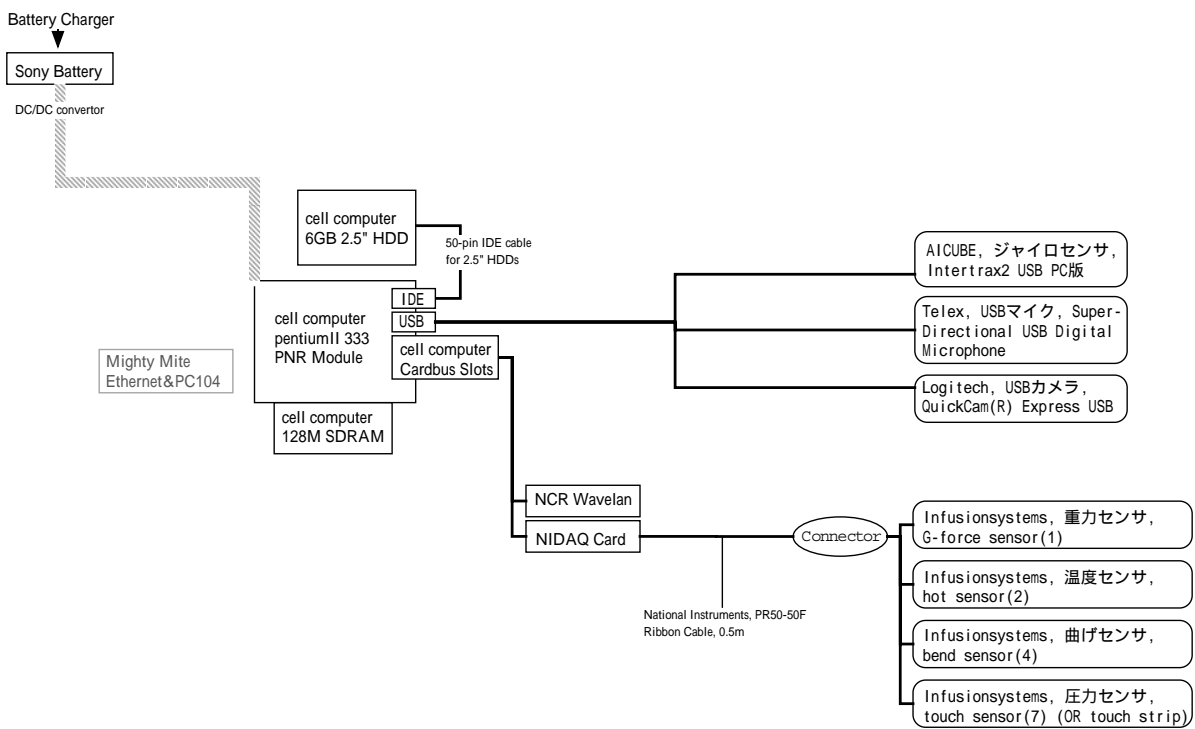 Battery Charger
Sony Battery
DC/DC convertor
cell computer
6GB 2.5" HDD
50-pin IDE cable
for 2.5" HDDs
IDE
USB
cell computer
pentiumII 333
PNR Module
cell computer
Cardbus Slots
Mighty Mite
Ethernet&PC104
cell computer
128M SDRAM
AICUBE, ジャイロセンサ,
Intertrax2 USB PC版
Telex, USBマイク, Super-
Directional USB Digital
Microphone
Logitech, USBカメラ,
QuickCam(R) Express USB
NCR Wavelan
NIDAQ Card
Connector
National Instruments, PR50-50F
Ribbon Cable, 0.5m
Infusionsystems, 重力センサ,
G-force sensor(1)
Infusionsystems, 温度センサ,
hot sensor(2)
Infusionsystems, 曲げセンサ,
bend sensor(4)
Infusionsystems, 圧力センサ,
touch sensor(7) (OR touch strip)